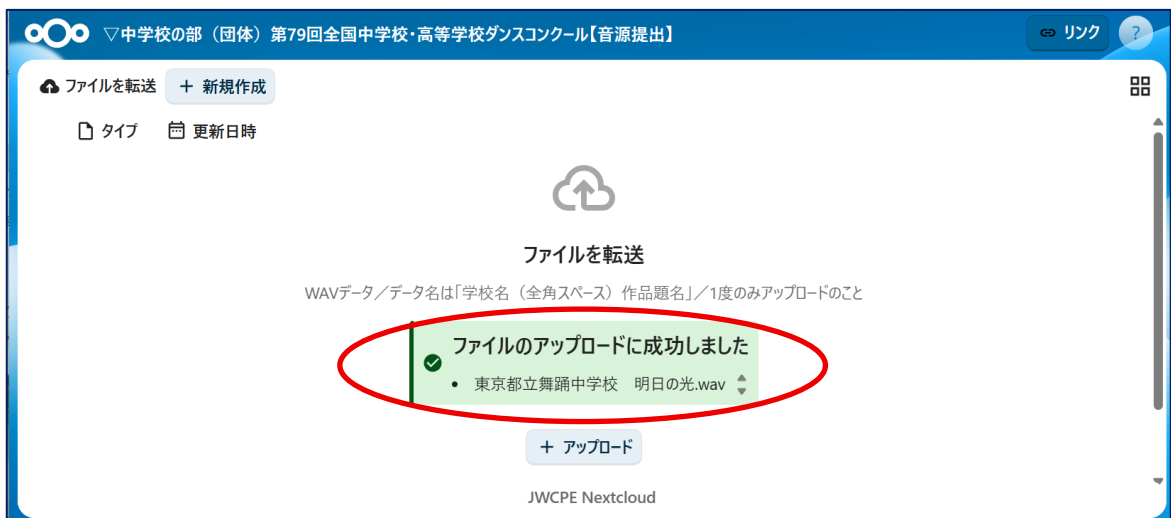 ▽中学校の部（団体）第79回全国中学校・高等学校ダンスコンクール【音源提出】
リンク
?
ファイルを転送
+ 新規作成
タイプ
更新日時
ファイルを転送
WAVデータ／データ名は「学校名（全角スペース）作品題名」／1度のみアップロードのこと
ファイルのアップロードに成功しました
• 東京都立舞踊中学校　明日の光.wav
+ アップロード
JWCPE Nextcloud